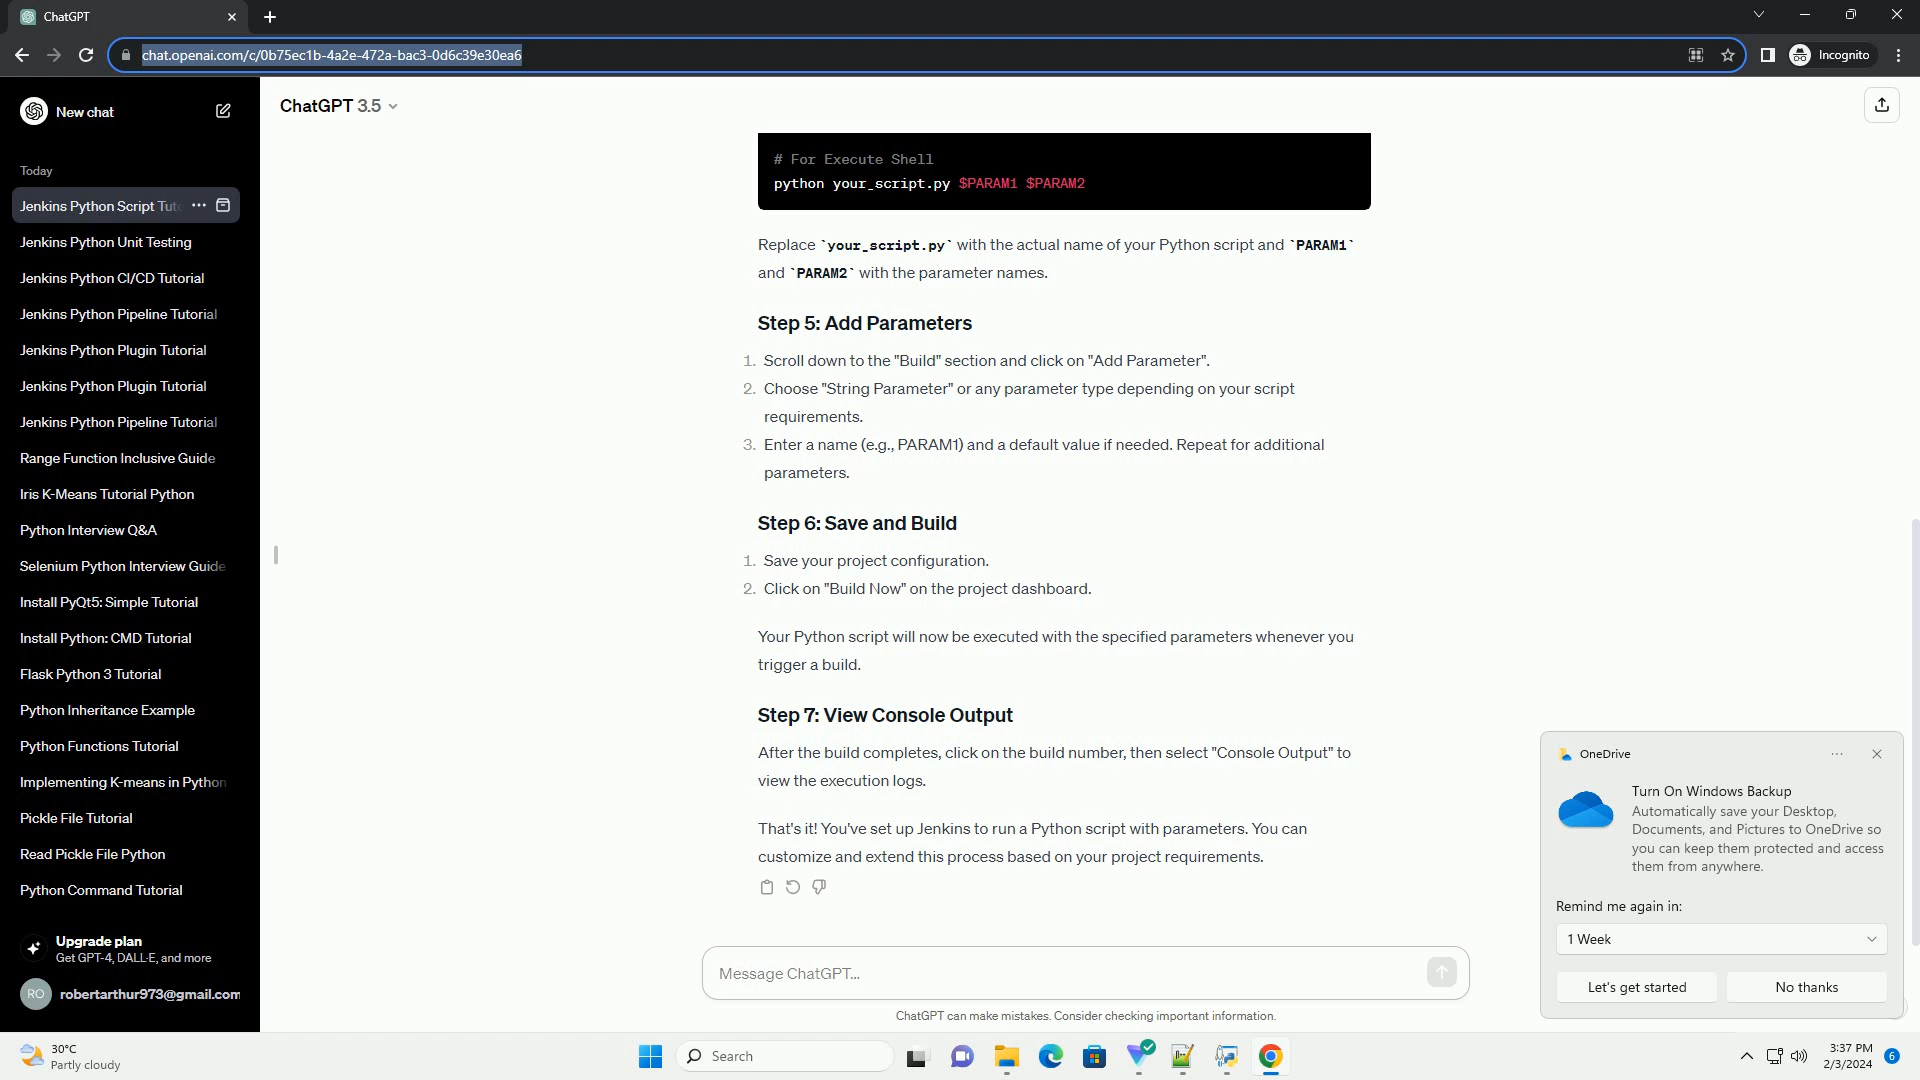 ChatGPT
chat.openai.com/c/0b75ec1b-4a2e-472a-bac3-0d6c39e30ea6
Incognito
New chat
Today
Jenkins Python Script Tuto
Jenkins Python Unit Testing
Jenkins Python CI/CD Tutorial
Jenkins Python Pipeline Tutorial
Jenkins Python Plugin Tutorial
Jenkins Python Plugin Tutorial
Jenkins Python Pipeline Tutorial
Range Function Inclusive Guide
Iris K-Means Tutorial Python
Python Interview Q&A
Selenium Python Interview Guide
Install PyQt5: Simple Tutorial
Install Python: CMD Tutorial
Flask Python 3 Tutorial
Python Inheritance Example
Python Functions Tutorial
Implementing K-means in Python
Pickle File Tutorial
Read Pickle File Python
Python Command Tutorial
Upgrade plan
Get GPT-4, DALL·E, and more
RO
robertarthur973@gmail.com
ChatGPT 3.5
# For Execute Shell
python your_script.py $PARAM1 $PARAM2
Replace `your_script.py` with the actual name of your Python script and `PARAM1`
and `PARAM2` with the parameter names.
Step 5: Add Parameters
1. Scroll down to the "Build" section and click on "Add Parameter".
2. Choose "String Parameter" or any parameter type depending on your script
requirements.
3. Enter a name (e.g., PARAM1) and a default value if needed. Repeat for additional
parameters.
Step 6: Save and Build
1. Save your project configuration.
2. Click on "Build Now" on the project dashboard.
Your Python script will now be executed with the specified parameters whenever you
trigger a build.
Step 7: View Console Output
After the build completes, click on the build number, then select "Console Output" to
view the execution logs.
That's it! You've set up Jenkins to run a Python script with parameters. You can
customize and extend this process based on your project requirements.
Message ChatGPT...
ChatGPT can make mistakes. Consider checking important information.
OneDrive
Turn On Windows Backup
Automatically save your Desktop,
Documents, and Pictures to OneDrive so
you can keep them protected and access
them from anywhere.
Remind me again in:
1 Week
Let's get started
No thanks
30°C
Partly cloudy
Search
3:37 PM
2/3/2024
6